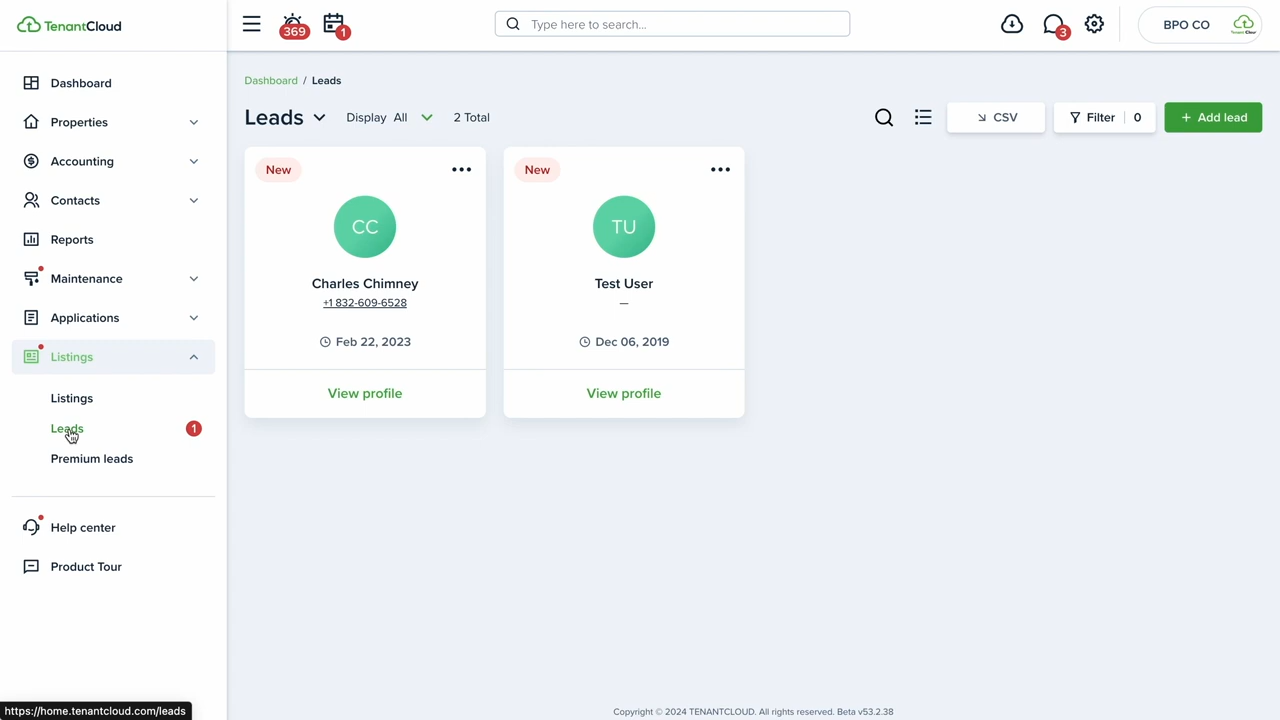 TenantCloud
369
1
Type here to search...
3
BPO CO
Tenant Cloud
Dashboard
Properties
Accounting
Contacts
Reports
Maintenance
Applications
Listings
Listings
Leads
1
Premium leads
Help center
Product Tour
Dashboard / Leads
Leads Display All 2 Total
CSV
Filter 0
+ Add lead
New
CC
Charles Chimney
+1 832-609-6528
Feb 22, 2023
View profile
New
TU
Test User
—
Dec 06, 2019
View profile
https://home.tenantcloud.com/leads
Copyright © 2024 TENANTCLOUD. All rights reserved. Beta v53.2.38